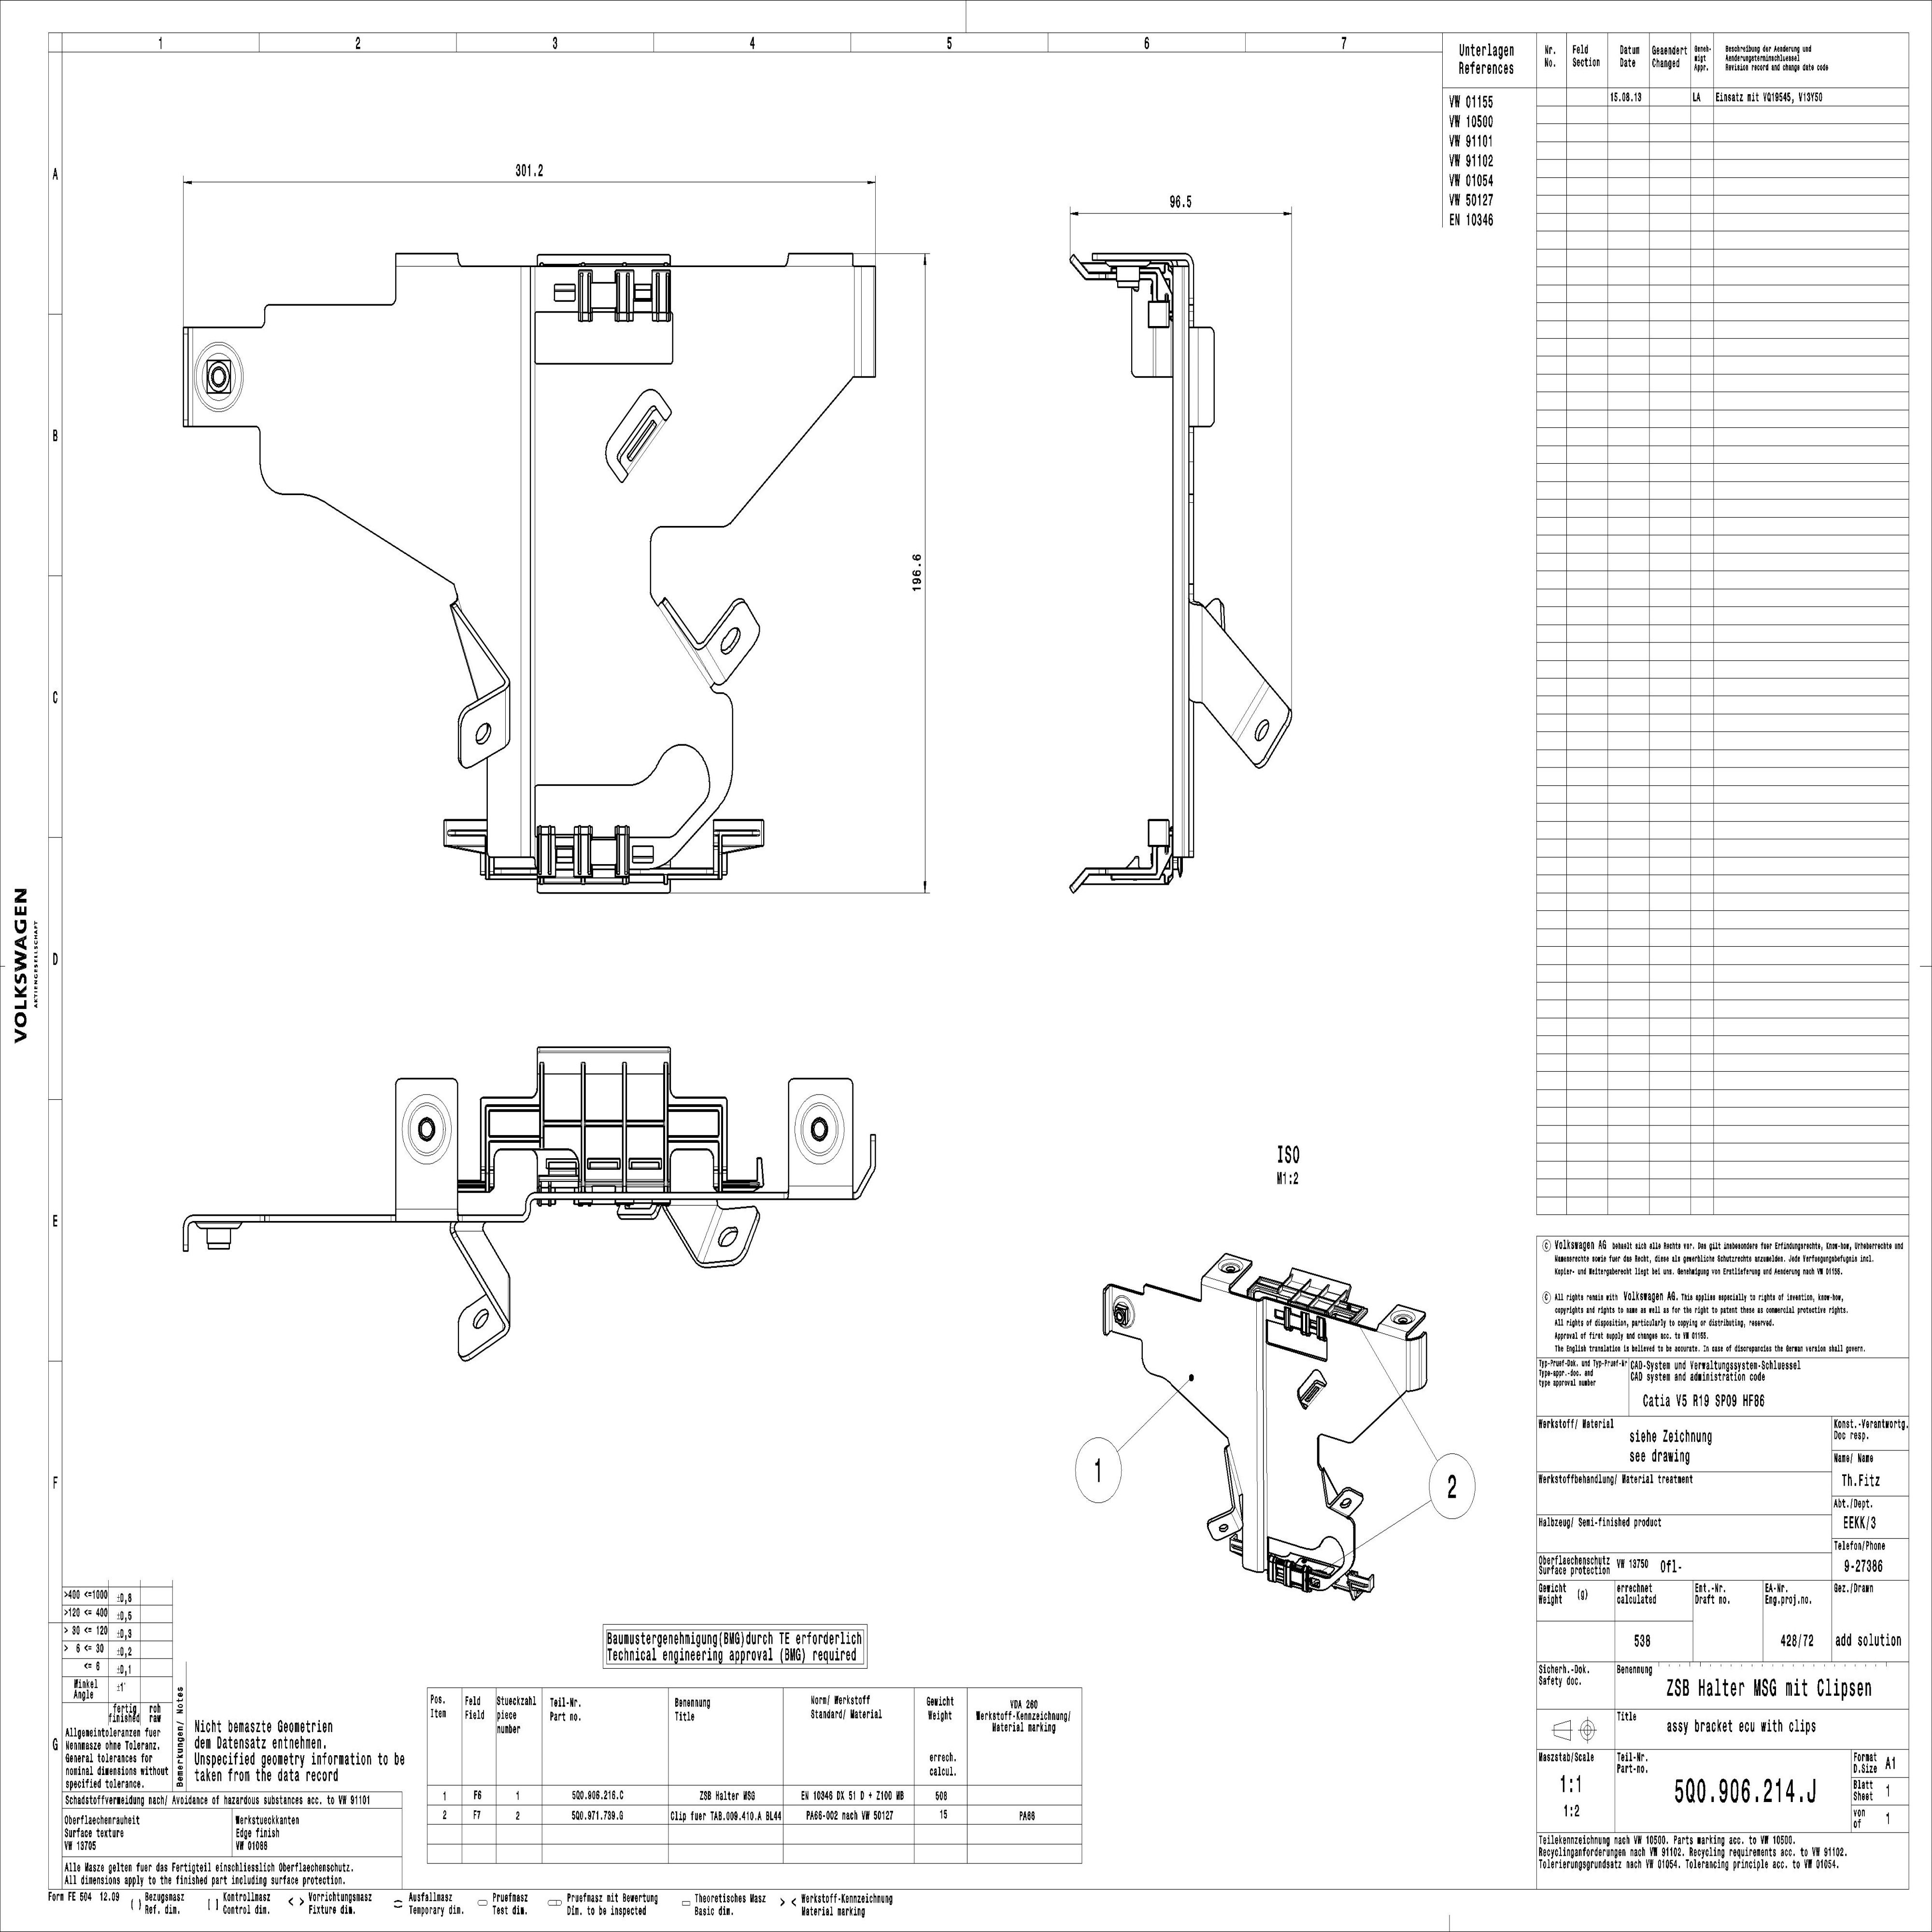 1 2 3 4 5 6 7
A
B
C
D
E
F
G
VOLKSWAGEN
AKTIENGESELLSCHAFT
301.2
96.5
196.6
ISO
M1:2
1
2
Unterlagen
References
VW 01155
VW 10500
VW 91101
VW 91102
VW 01054
VW 50127
EN 10346
Nr. Feld Datum Geaendert Geneh- Beschreibung der Aenderung und
No. Section Date Changed migt Aenderungsterminschluessel
Appr. Revision record and change date code
15.08.13 LA Einsatz mit VQ19545, V13Y50
© Volkswagen AG behaelt sich alle Rechte vor. Das gilt insbesondere fuer Erfindungsrechte, Know-how, Urheberrechte und
Namensrechte sowie fuer das Recht, diese als gewerbliche Schutzrechte anzumelden. Jede Verfuegungsbefugnis incl.
Kopier- und Weitergaberecht liegt bei uns. Genehmigung von Erstlieferung und Aenderung nach VW 01155.
© All rights remain with Volkswagen AG. This applies especially to rights of invention, know-how,
copyrights and rights to name as well as for the right to patent these as commercial protective rights.
All rights of disposition, particularly to copying or distributing, reserved.
Approval of first supply and changes acc. to VW 01155.
The English translation is believed to be accurate. In case of discrepancies the German version shall govern.
Typ-Pruef-Dok. und Typ-Pruef-Nr
Type-appr.-doc. and
type approval number
CAD-System und Verwaltungssystem-Schluessel
CAD system and administration code
Catia V5 R19 SP09 HF86
Werkstoff/ Material
siehe Zeichnung
see drawing
Konst.-Verantwortg.
Doc resp.
Name/ Name
Th.Fitz
Werkstoffbehandlung/ Material treatment
Abt./Dept.
EEKK/3
Halbzeug/ Semi-finished product
Telefon/Phone
9-27386
Oberflaechenschutz VW 13750 Ofl-
Surface protection
Gewicht (g)
Weight
errechnet
calculated
538
Ent.-Nr.
Draft no.
EA-Nr.
Eng.proj.no.
428/72
Gez./Drawn
add solution
Sicherh.-Dok.
Safety doc.
Benennung
ZSB Halter MSG mit Clipsen
Title
assy bracket ecu with clips
Maszstab/Scale
1:1
1:2
Teil-Nr.
Part-no.
5Q0.906.214.J
Format A1
D.Size
Blatt 1
Sheet
von 1
of
Teilekennzeichnung nach VW 10500. Parts marking acc. to VW 10500.
Recyclinganforderungen nach VW 91102. Recycling requirements acc. to VW 91102.
Tolerierungsgrundsatz nach VW 01054. Tolerancing principle acc. to VW 01054.
Baumustergenehmigung(BMG)durch TE erforderlich
Technical engineering approval (BMG) required
Pos. Feld Stueckzahl Teil-Nr. Benennung Norm/ Werkstoff Gewicht VDA 260
Item Field piece Part no. Title Standard/ Material Weight Werkstoff-Kennzeichnung/
number Material marking
errech.
calcul.
1 F6 1 5Q0.906.216.C ZSB Halter MSG EN 10346 DX 51 D + Z100 MB 508
2 F7 2 5Q0.971.739.G Clip fuer TAB.009.410.A BL44 PA66-002 nach VW 50127 15 PA66
>400 <=1000 ±0,8
>120 <= 400 ±0,5
> 30 <= 120 ±0,3
> 6 <= 30 ±0,2
<= 6 ±0,1
Winkel ±1°
Angle
fertig roh
finished raw
Allgemeintoleranzen fuer
Nennmasze ohne Toleranz.
General tolerances for
nominal dimensions without
specified tolerance.
Bemerkungen/ Notes
Nicht bemaszte Geometrien
dem Datensatz entnehmen.
Unspecified geometry information to be
taken from the data record
Schadstoffvermeidung nach/ Avoidance of hazardous substances acc. to VW 91101
Oberflaechenrauheit
Surface texture
VW 13705
Werkstueckkanten
Edge finish
VW 01088
Alle Masze gelten fuer das Fertigteil einschliesslich Oberflaechenschutz.
All dimensions apply to the finished part including surface protection.
Form FE 504 12.09
( ) Bezugsmasz
Ref. dim.
[ ] Kontrollmasz
Control dim.
< > Vorrichtungsmasz
Fixture dim.
Ausfallmasz
Temporary dim.
Pruefmasz
Test dim.
Pruefmasz mit Bewertung
Dim. to be inspected
Theoretisches Masz
Basic dim.
> < Werkstoff-Kennzeichnung
Material marking